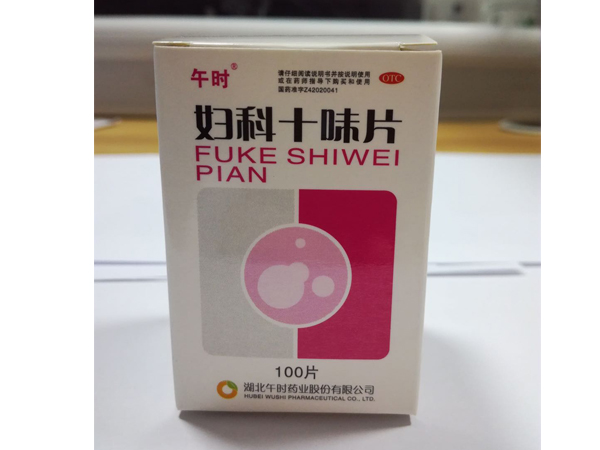 午时®
请仔细阅读说明书并按说明使用
或在药师指导下购买和使用
国药准字Z42020041
OTC
妇科十味片
FUKE SHIWEI
PIAN
100片
湖北午时药业股份有限公司
HUBEI WUSHI PHARMACEUTICAL CO., LTD.